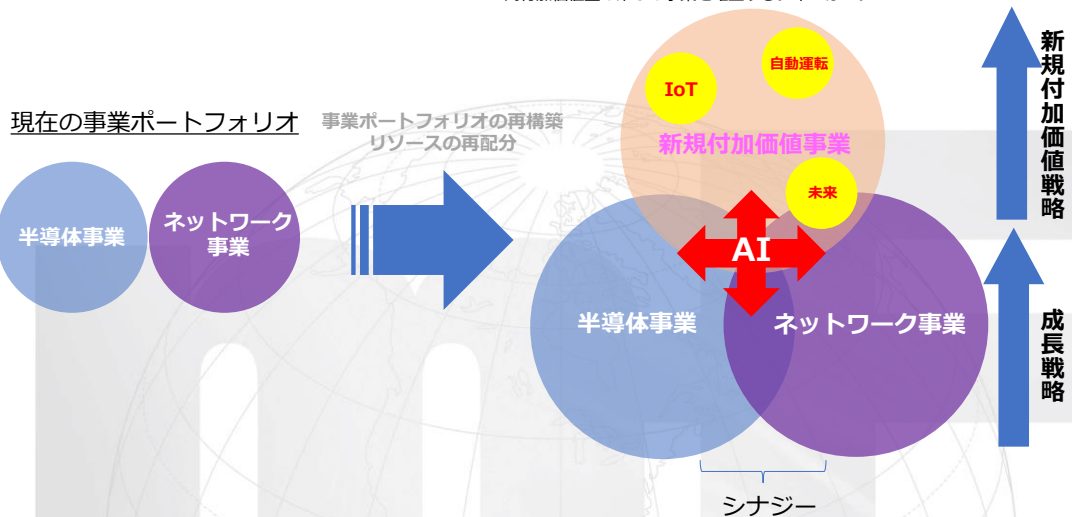 現在の事業ポートフォリオ
半導体事業
ネットワーク
事業
事業ポートフォリオの再構築
リソースの再配分
IoT
自動運転
新規付加価値事業
未来
AI
半導体事業
ネットワーク事業
シナジー
新規付加価値戦略
成長戦略